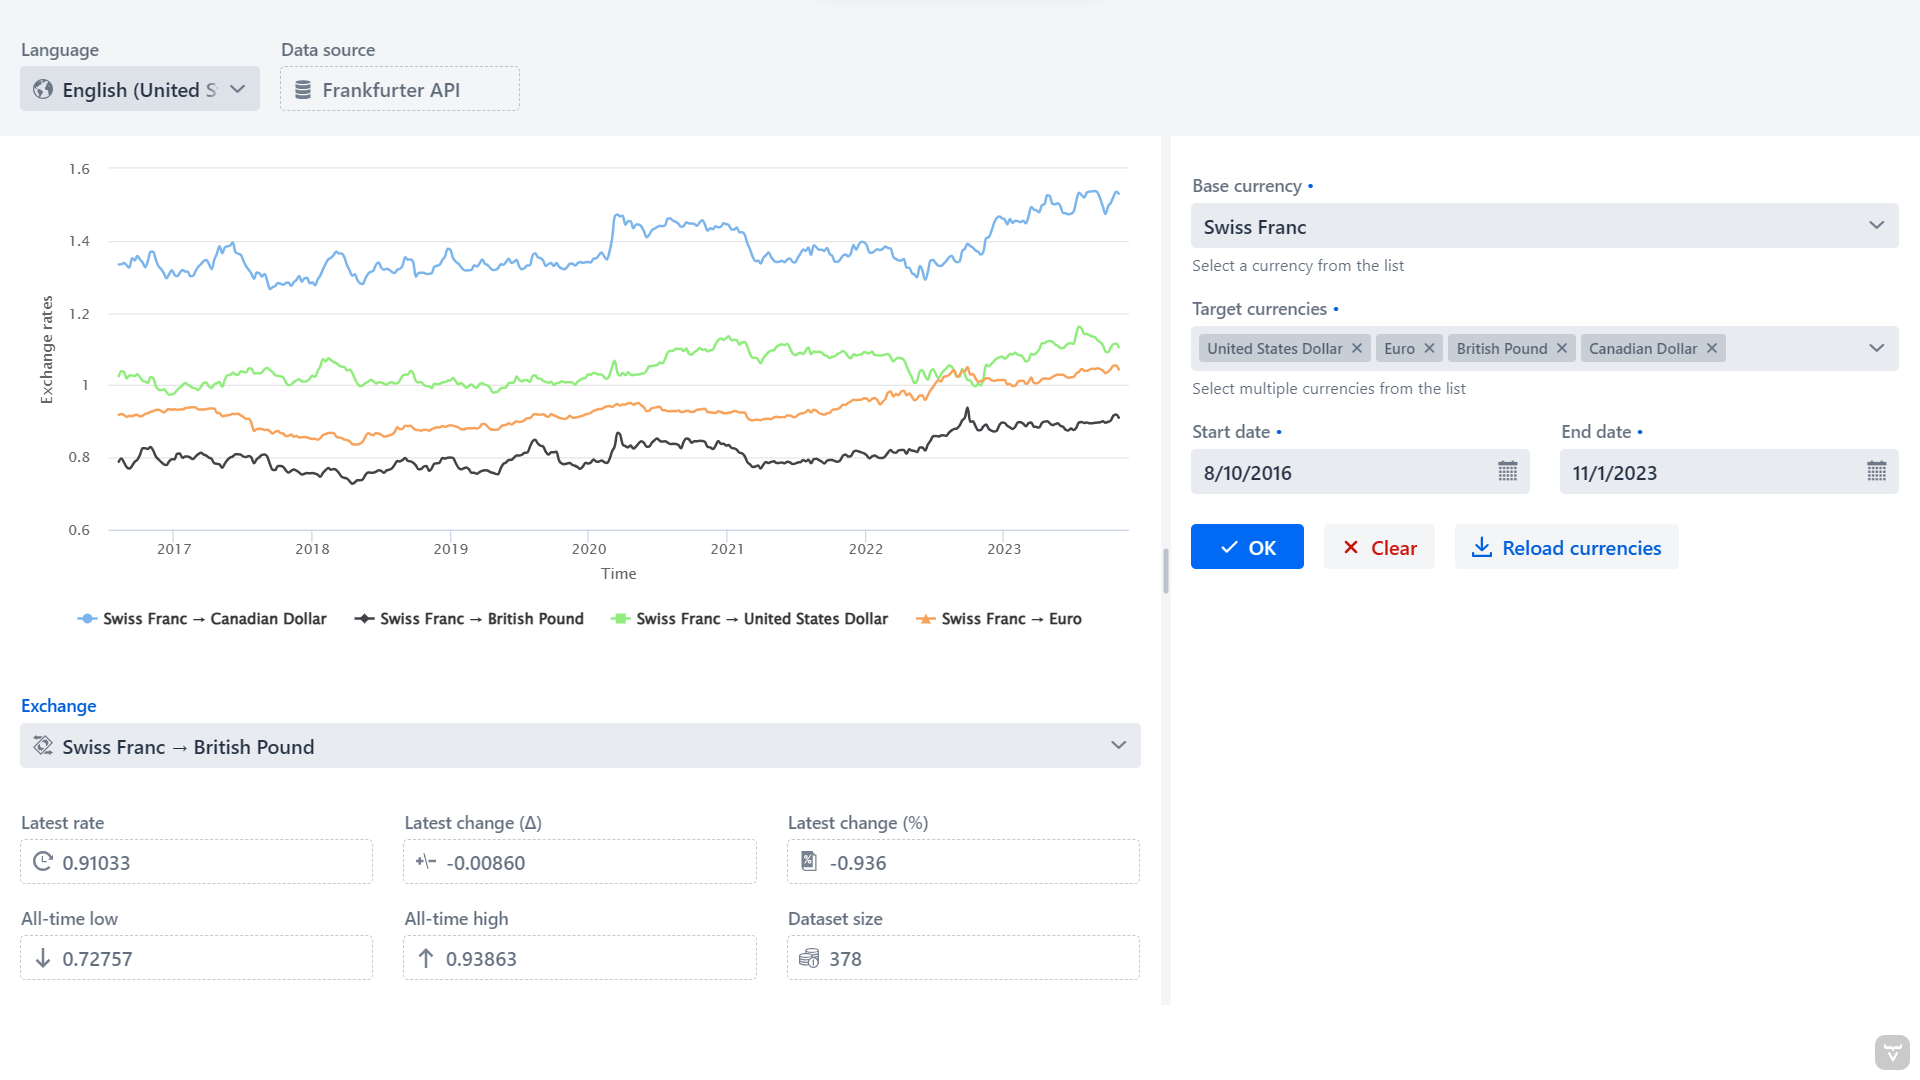 Language
Data source
English (United S
Frankfurter API
1.6
1.4
1.2
1
0.8
0.6
Exchange rates
2017 2018 2019 2020 2021 2022 2023
Time
Swiss Franc → Canadian Dollar Swiss Franc → British Pound Swiss Franc → United States Dollar Swiss Franc → Euro
Exchange
Swiss Franc → British Pound
Latest rate
0.91033
Latest change (Δ)
-0.00860
Latest change (%)
-0.936
All-time low
0.72757
All-time high
0.93863
Dataset size
378
Base currency •
Swiss Franc
Select a currency from the list
Target currencies •
United States Dollar Euro British Pound Canadian Dollar
Select multiple currencies from the list
Start date •
8/10/2016
End date •
11/1/2023
OK
Clear
Reload currencies